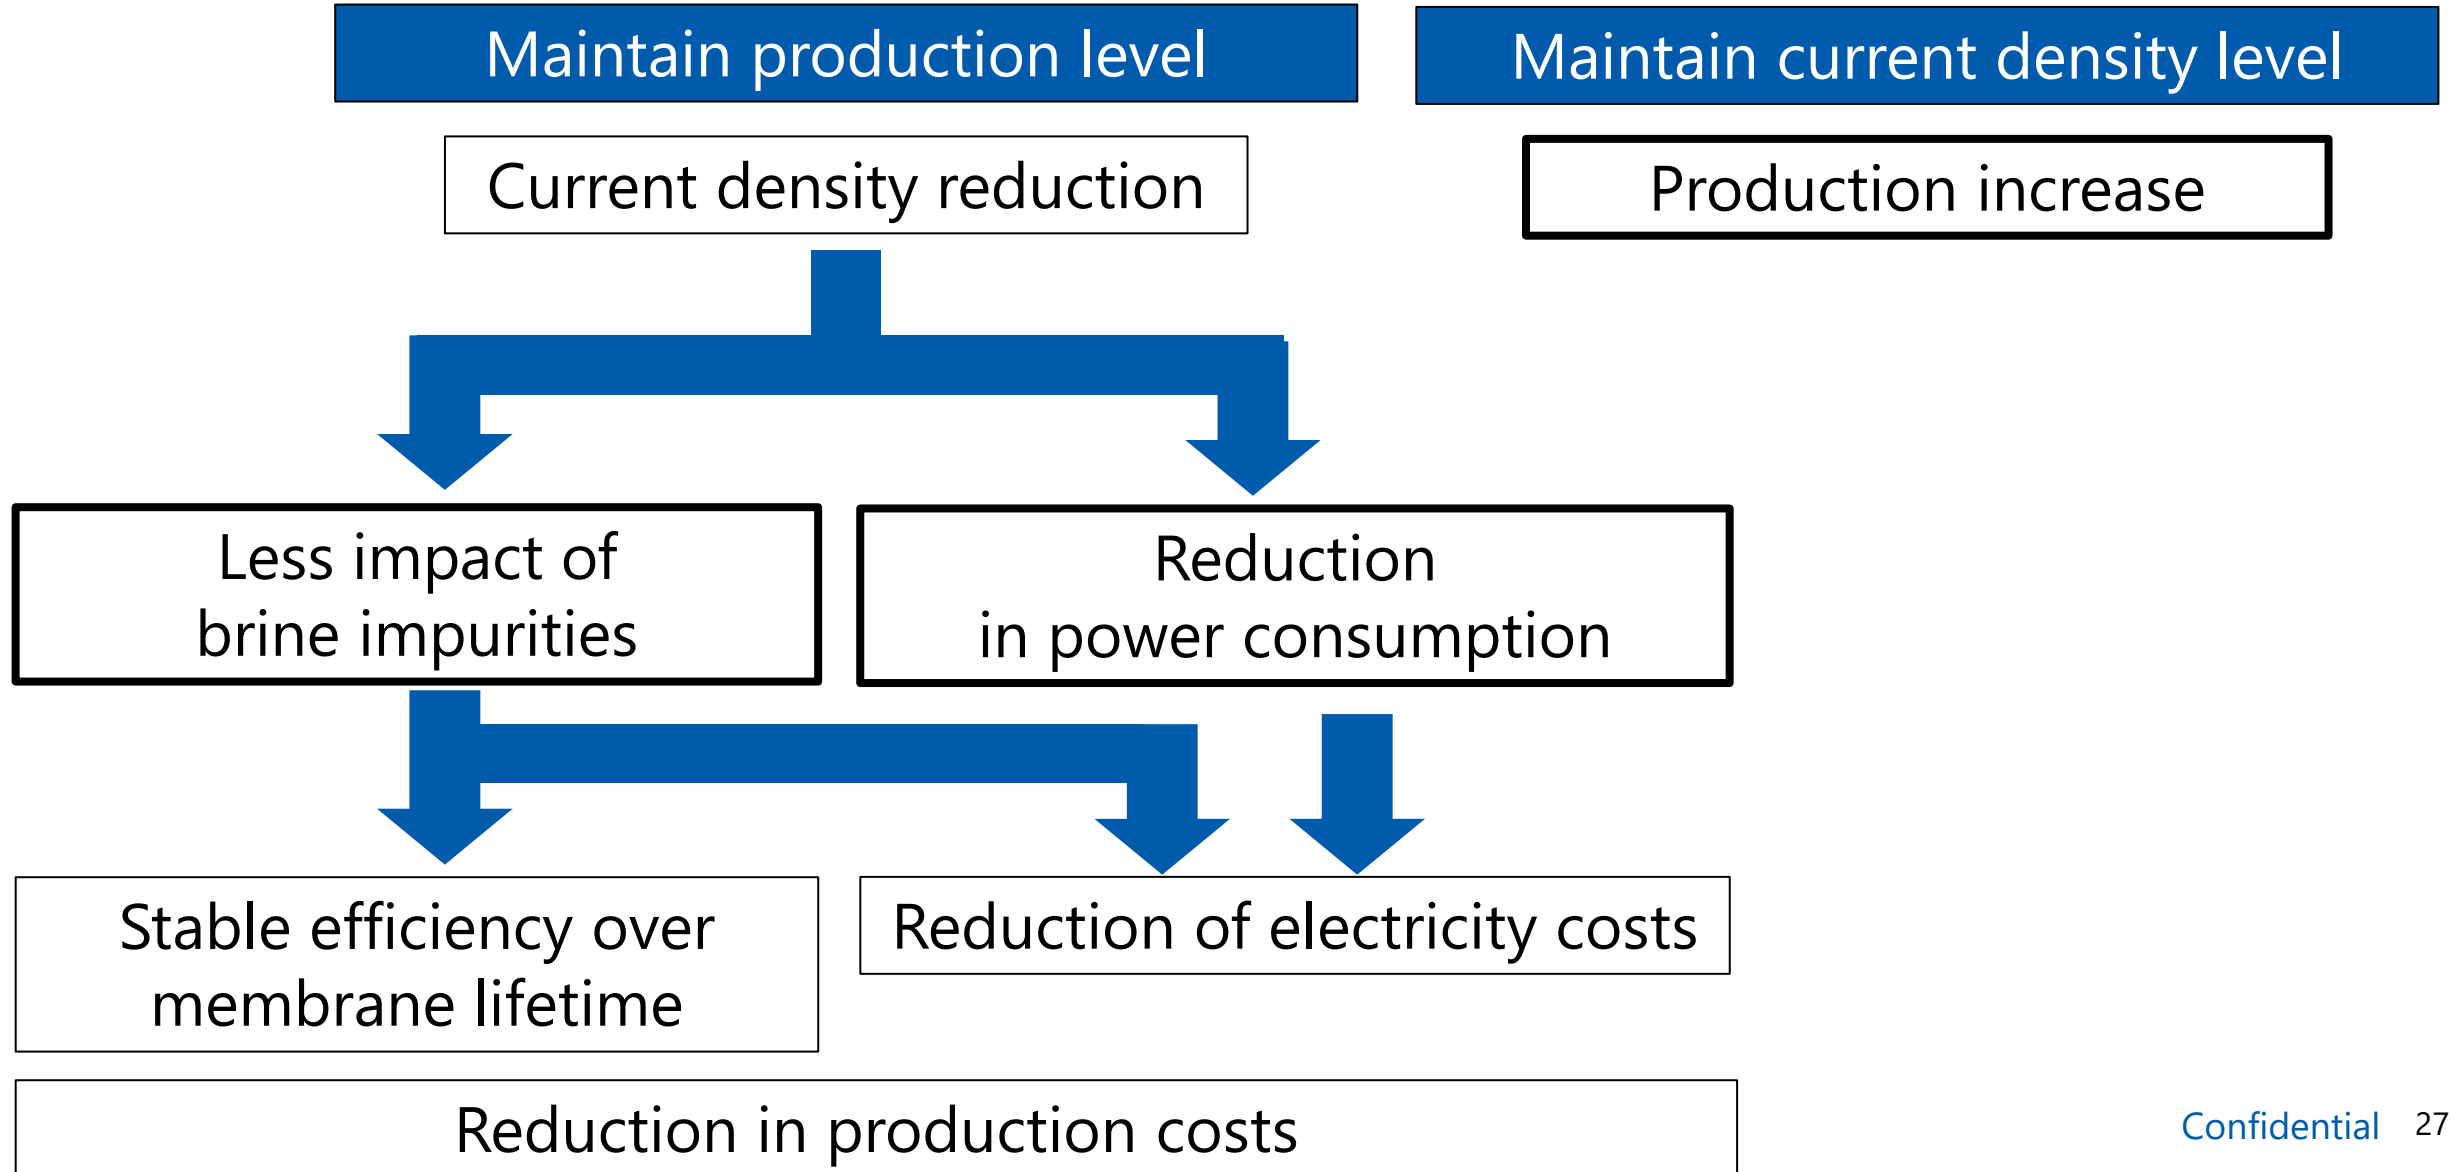 Maintain production level
Maintain current density level
Current density reduction
Production increase
Less impact of
brine impurities
Reduction
in power consumption
Stable efficiency over
membrane lifetime
Reduction of electricity costs
Reduction in production costs
Confidential 27